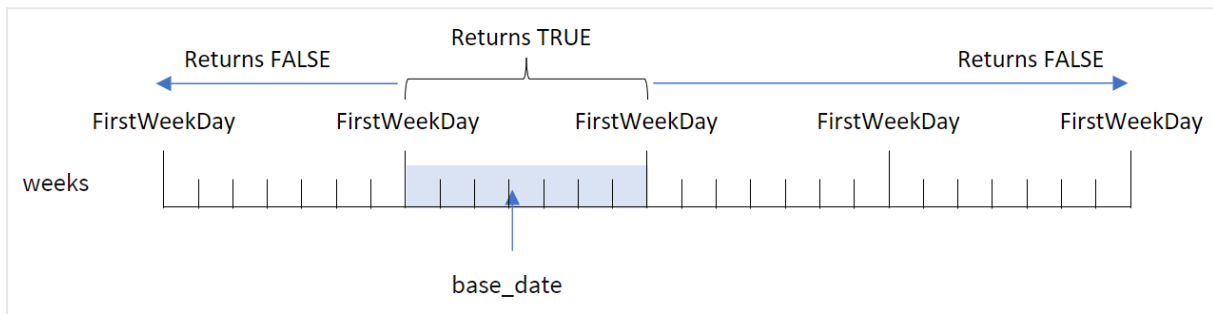 Returns TRUE
Returns FALSE
Returns FALSE
FirstWeekDay FirstWeekDay FirstWeekDay FirstWeekDay FirstWeekDay
weeks
base_date